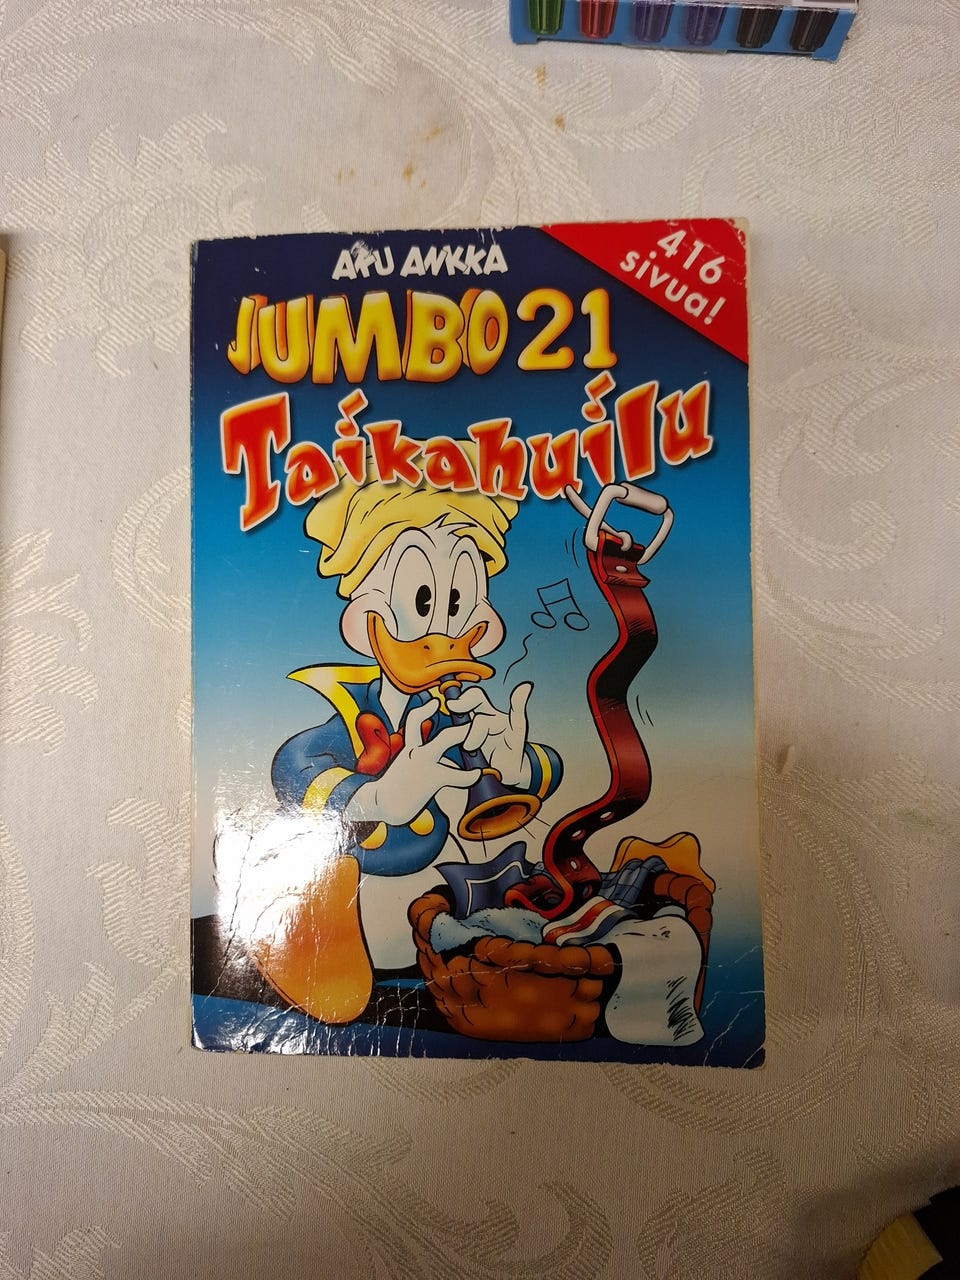 AKU ANKKA
416
sivua!
JUMBO 21
Taikahuilu